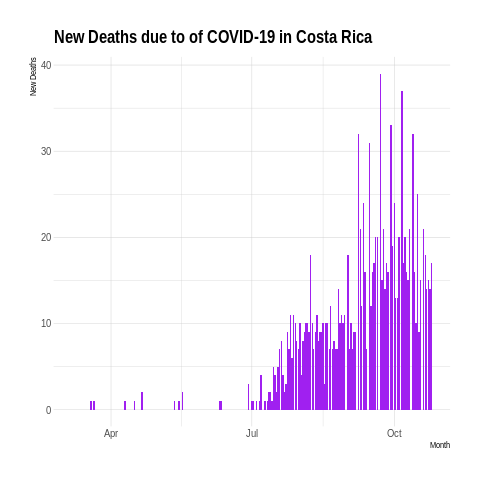 New Deaths due to of COVID-19 in Costa Rica
New Deaths
40
30
20
10
0
Apr
Jul
Oct
Month